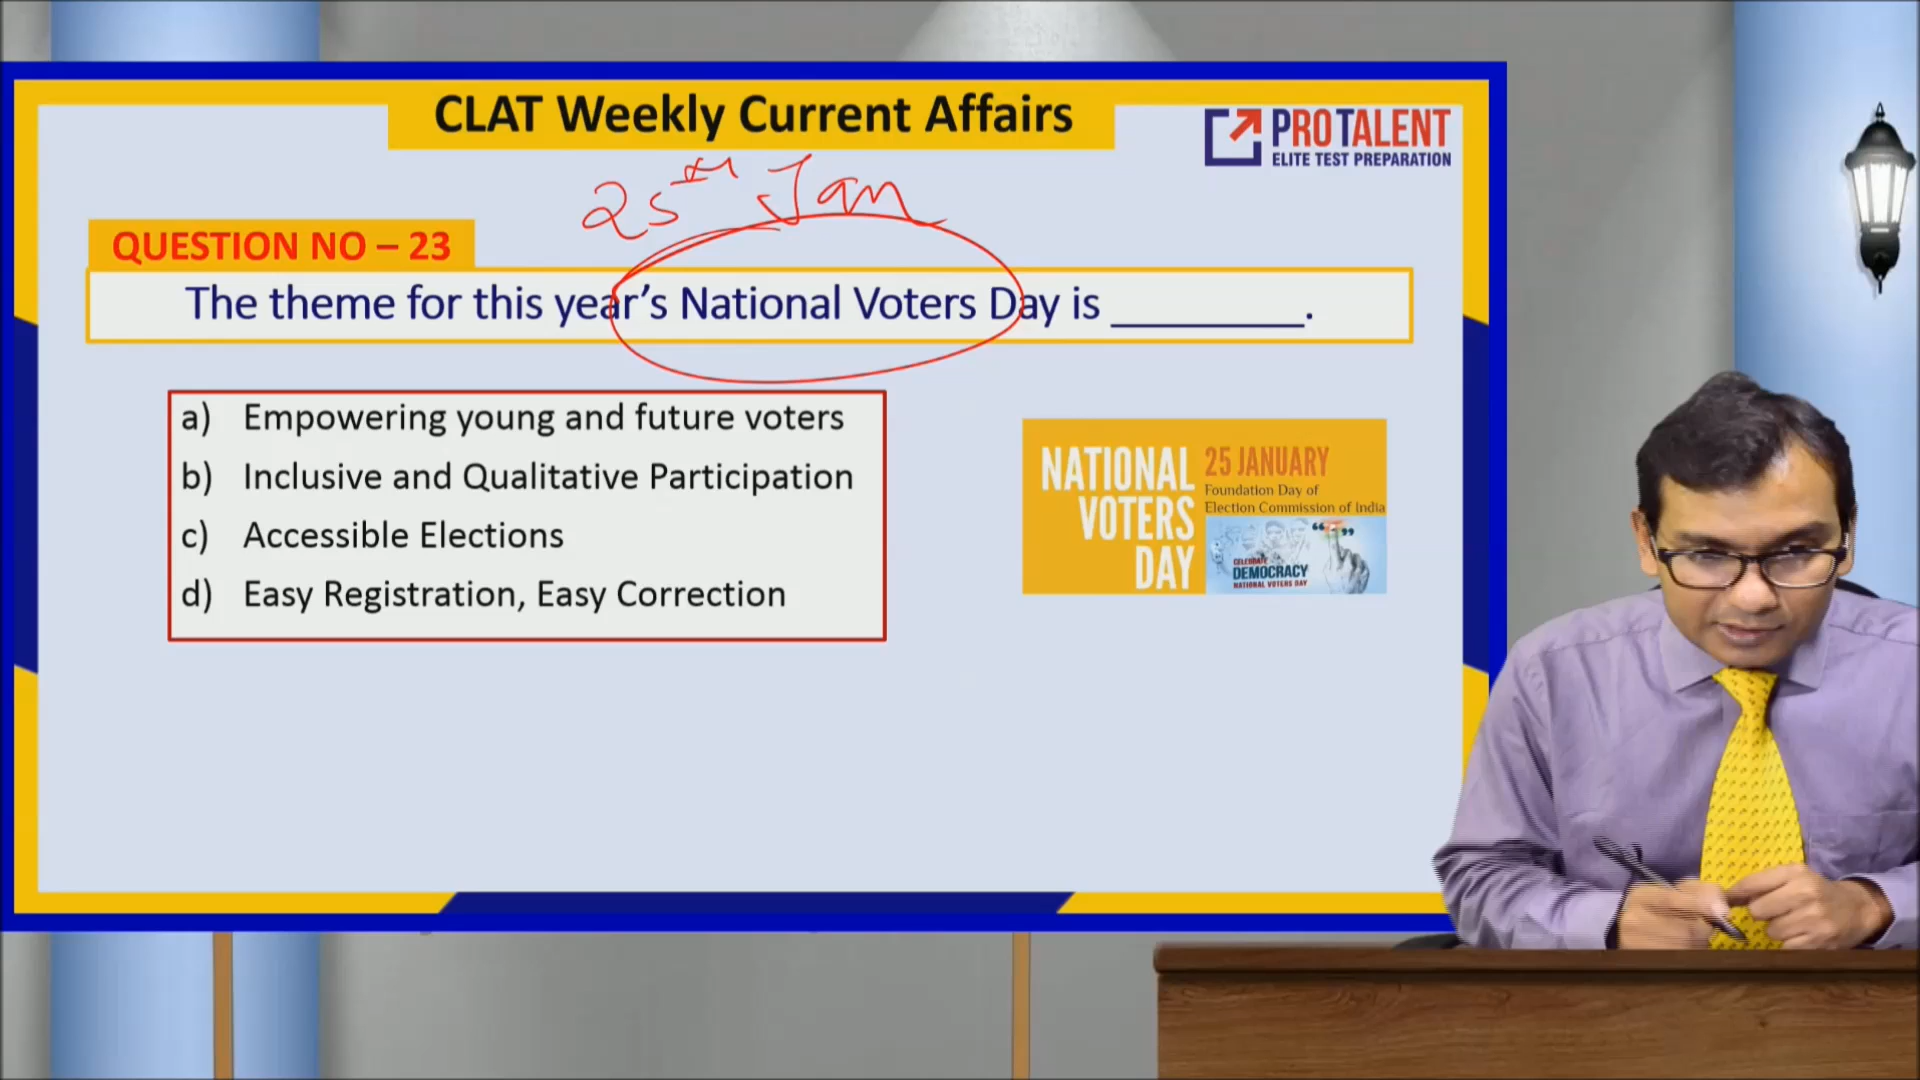 CLAT Weekly Current Affairs
PROTALENT
ELITE TEST PREPARATION
25th Jan
QUESTION NO – 23
The theme for this year's National Voters Day is _________.
a) Empowering young and future voters
b) Inclusive and Qualitative Participation
c) Accessible Elections
d) Easy Registration, Easy Correction
NATIONAL
VOTERS
DAY
25 JANUARY
Foundation Day of
Election Commission of India
CELEBRATE
DEMOCRACY
NATIONAL VOTERS DAY